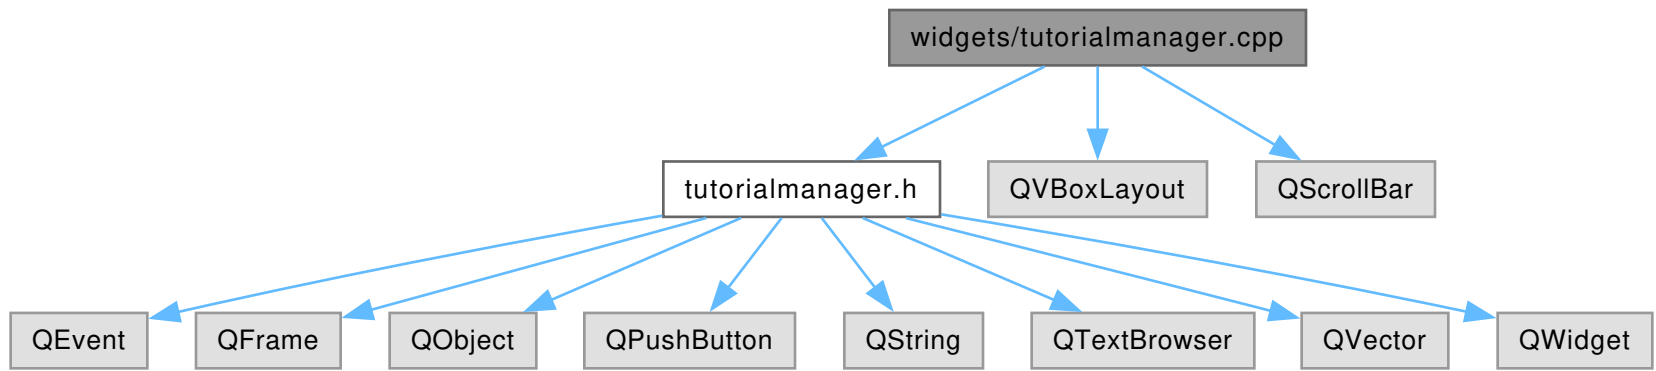 widgets/tutorialmanager.cpp
tutorialmanager.h
QVBoxLayout
QScrollBar
QEvent
QFrame
QObject
QPushButton
QString
QTextBrowser
QVector
QWidget